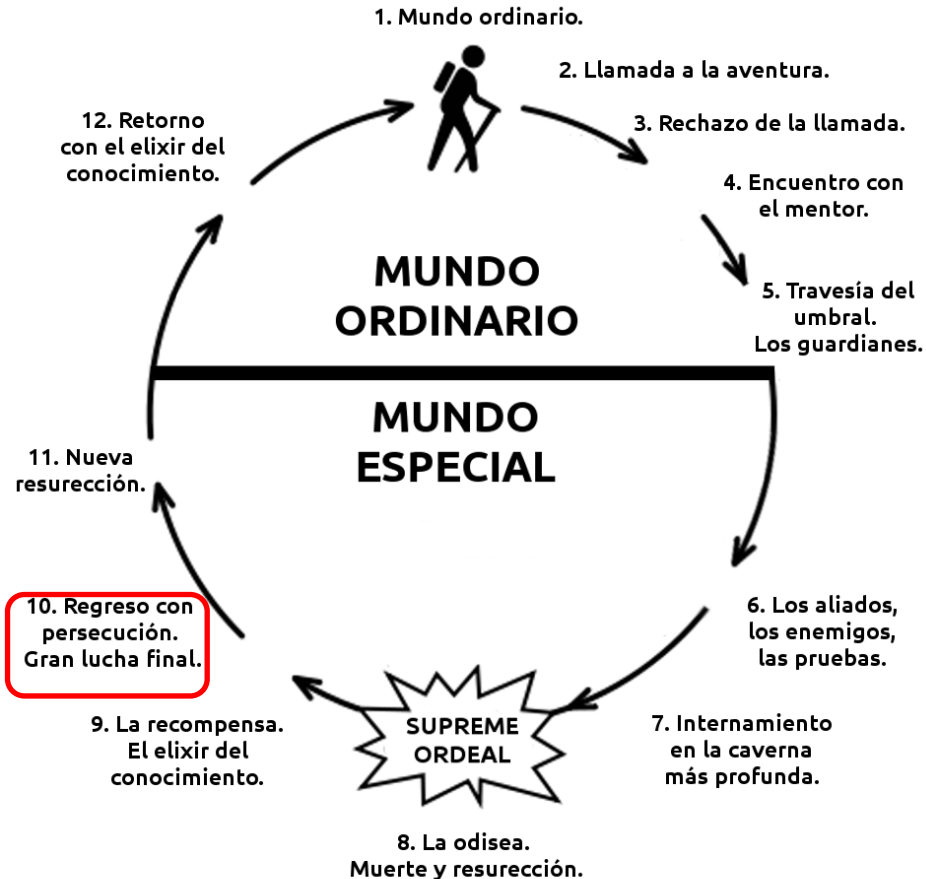 1. Mundo ordinario.
2. Llamada a la aventura.
3. Rechazo de la llamada.
4. Encuentro con
el mentor.
5. Travesía del
umbral.
Los guardianes.
6. Los aliados,
los enemigos,
las pruebas.
7. Internamiento
en la caverna
más profunda.
8. La odisea.
Muerte y resurección.
9. La recompensa.
El elixir del
conocimiento.
10. Regreso con
persecución.
Gran lucha final.
11. Nueva
resurección.
12. Retorno
con el elixir del
conocimiento.
MUNDO
ORDINARIO
MUNDO
ESPECIAL
SUPREME
ORDEAL